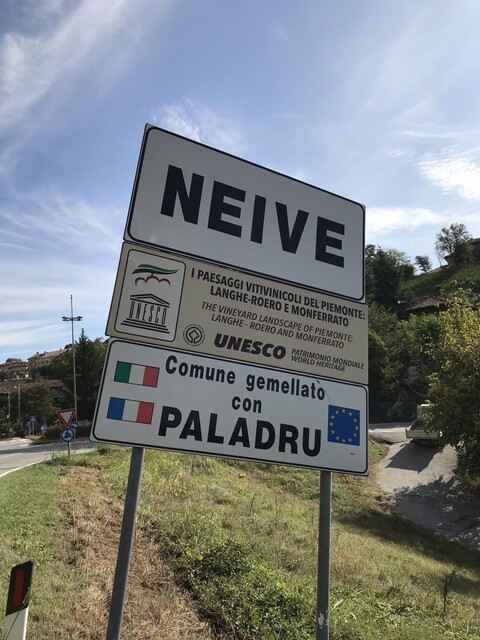 NEIVE
I PAESAGGI VITIVINICOLI DEL PIEMONTE:
LANGHE-ROERO E MONFERRATO
THE VINEYARD LANDSCAPE OF PIEMONTE:
LANGHE - ROERO AND MONFERRATO
UNESCO
UNESCO
PATRIMONIO MONDIALE
WORLD HERITAGE
Comune gemellato
con
PALADRU